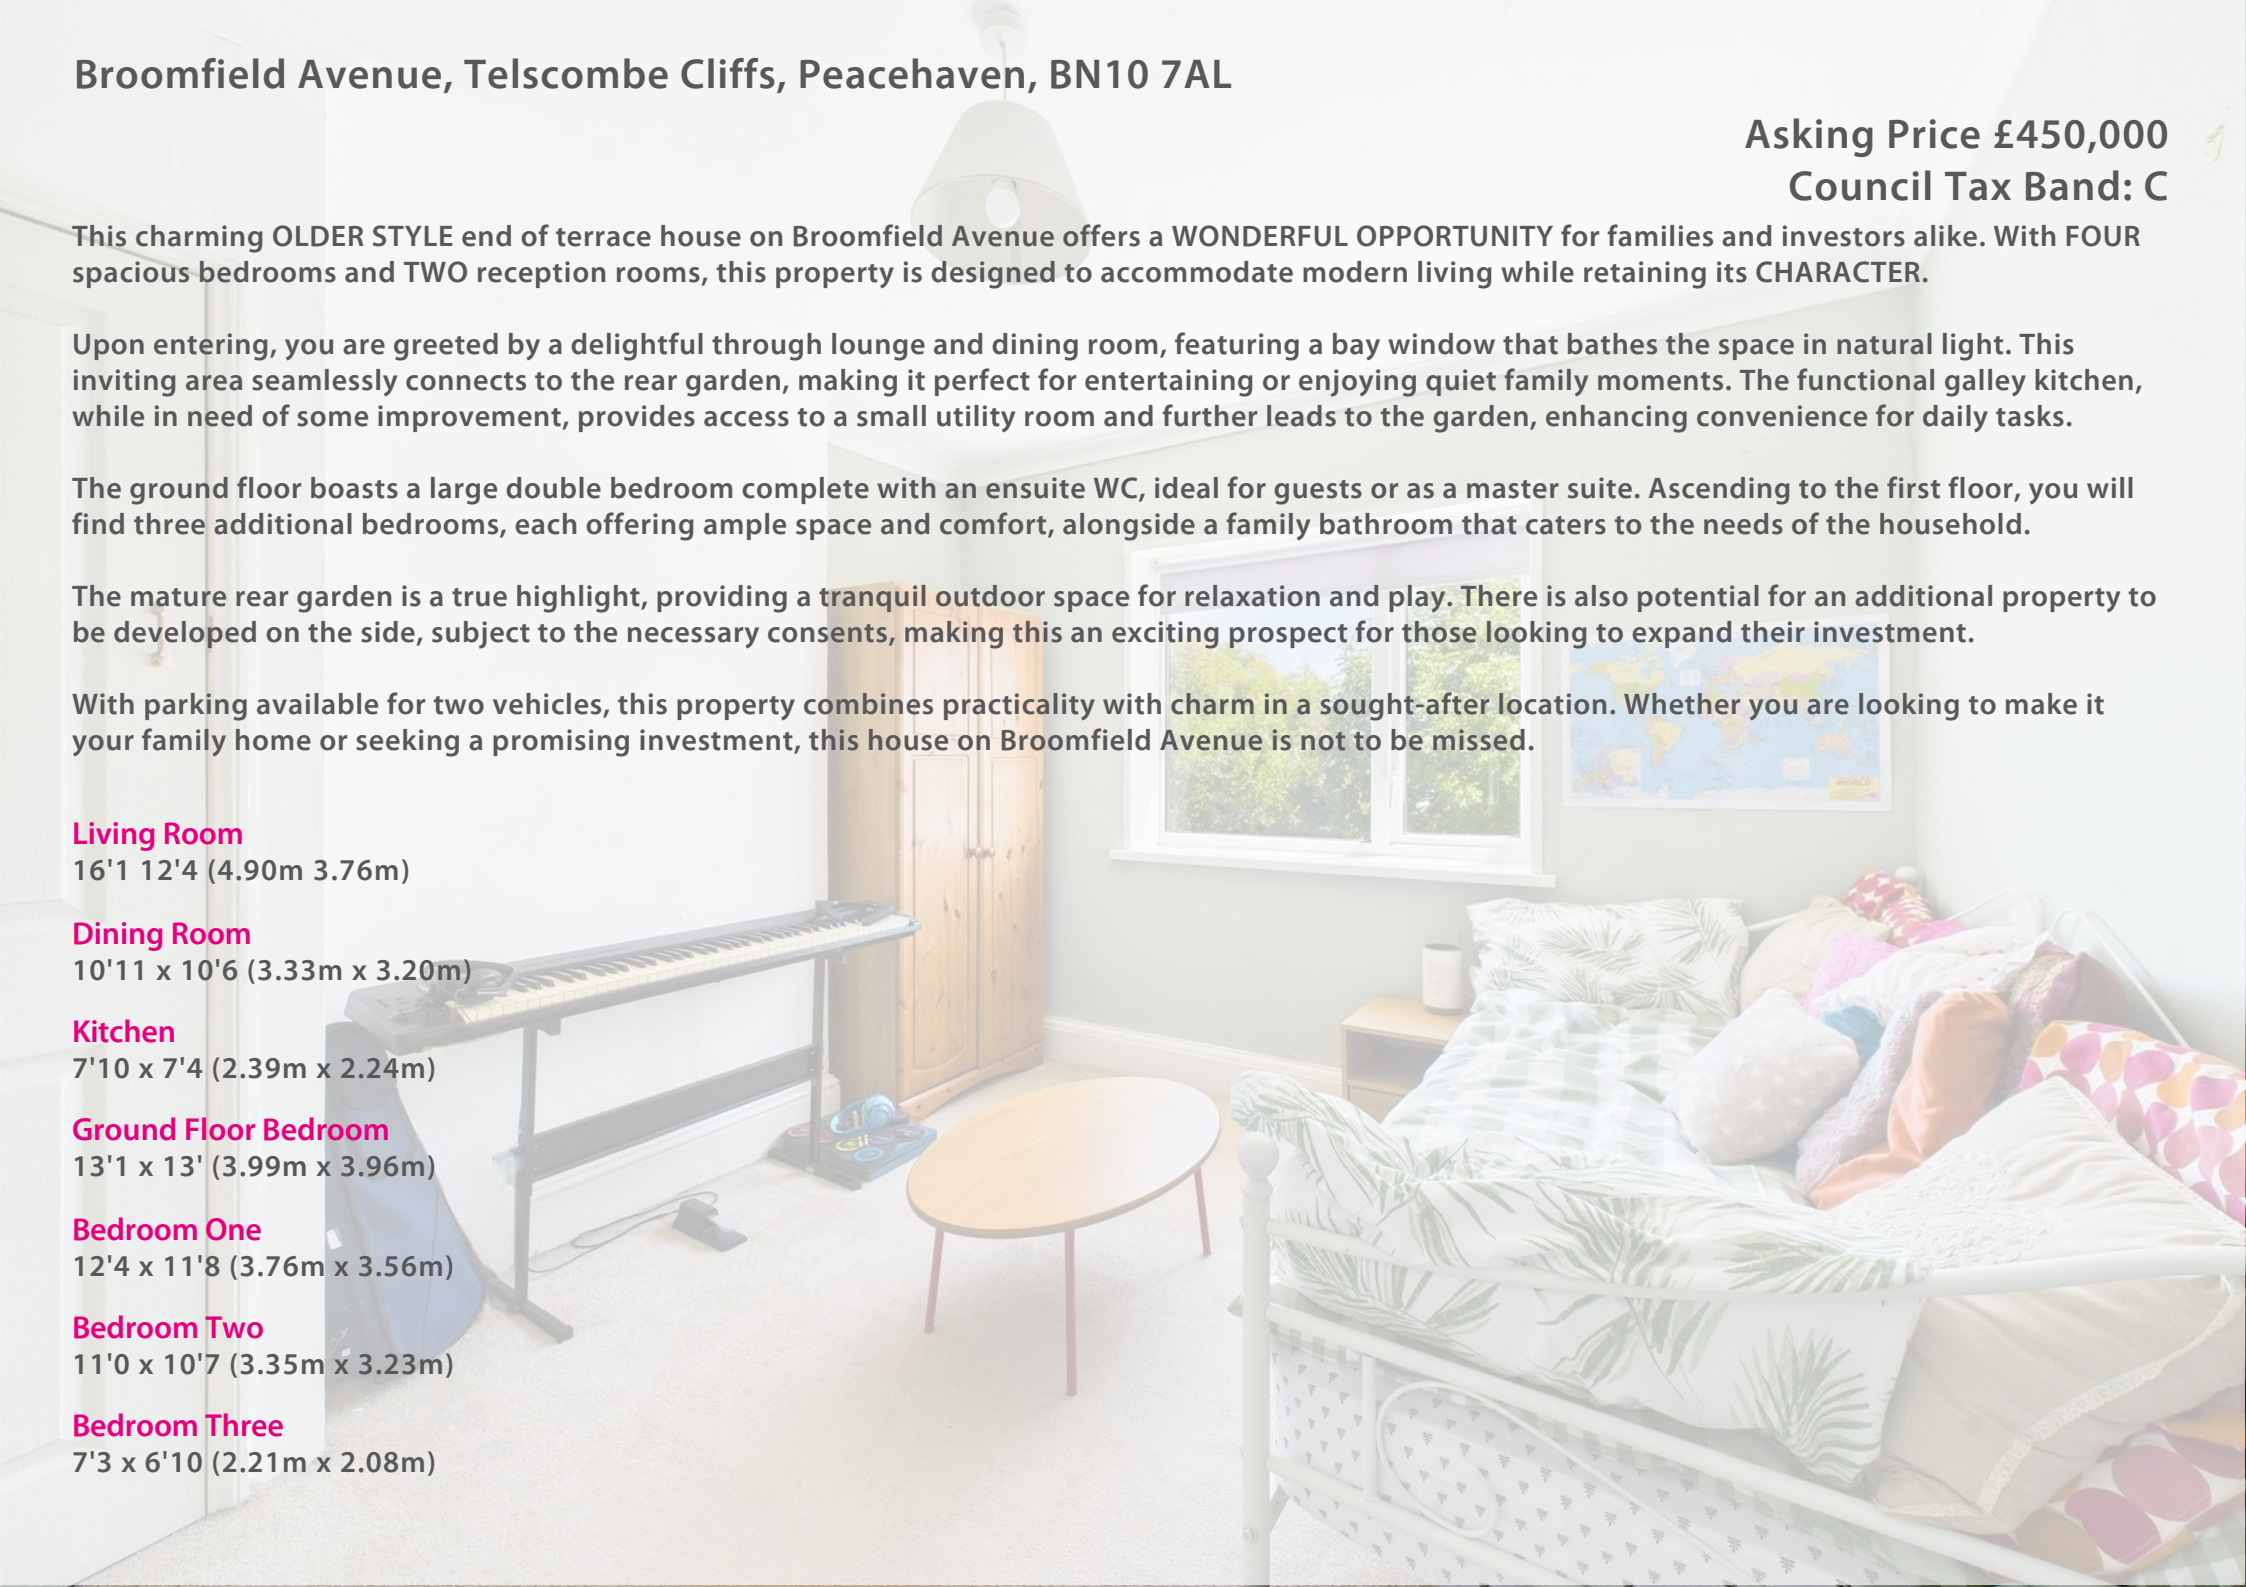 Broomfield Avenue, Telscombe Cliffs, Peacehaven, BN10 7AL
Asking Price £450,000
Council Tax Band: C
This charming OLDER STYLE end of terrace house on Broomfield Avenue offers a WONDERFUL OPPORTUNITY for families and investors alike. With FOUR
spacious bedrooms and TWO reception rooms, this property is designed to accommodate modern living while retaining its CHARACTER.
Upon entering, you are greeted by a delightful through lounge and dining room, featuring a bay window that bathes the space in natural light. This
inviting area seamlessly connects to the rear garden, making it perfect for entertaining or enjoying quiet family moments. The functional galley kitchen,
while in need of some improvement, provides access to a small utility room and further leads to the garden, enhancing convenience for daily tasks.
The ground floor boasts a large double bedroom complete with an ensuite WC, ideal for guests or as a master suite. Ascending to the first floor, you will
find three additional bedrooms, each offering ample space and comfort, alongside a family bathroom that caters to the needs of the household.
The mature rear garden is a true highlight, providing a tranquil outdoor space for relaxation and play. There is also potential for an additional property to
be developed on the side, subject to the necessary consents, making this an exciting prospect for those looking to expand their investment.
With parking available for two vehicles, this property combines practicality with charm in a sought-after location. Whether you are looking to make it
your family home or seeking a promising investment, this house on Broomfield Avenue is not to be missed.
WORLD
Living Room
16'1 12'4 (4.90m 3.76m)
Dining Room
10'11 x 10'6 (3.33m x 3.20m)
Kitchen
7'10 x 7'4 (2.39m x 2.24m)
Ground Floor Bedroom
13'1 x 13' (3.99m x 3.96m)
Bedroom One
12'4 x 11'8 (3.76m x 3.56m)
Bedroom Two
11'0 x 10'7 (3.35m x 3.23m)
Bedroom Three
7'3 x 6'10 (2.21m x 2.08m)